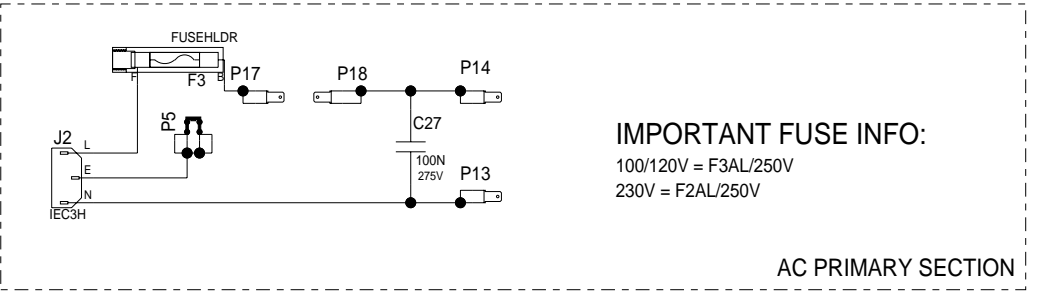 FUSEHLDR
F
F3
B
P17
P18
P14
P5
C27
J2
L
100N
275V
P13
E
N
IEC3H
IMPORTANT FUSE INFO:
100/120V = F3AL/250V
230V = F2AL/250V
AC PRIMARY SECTION